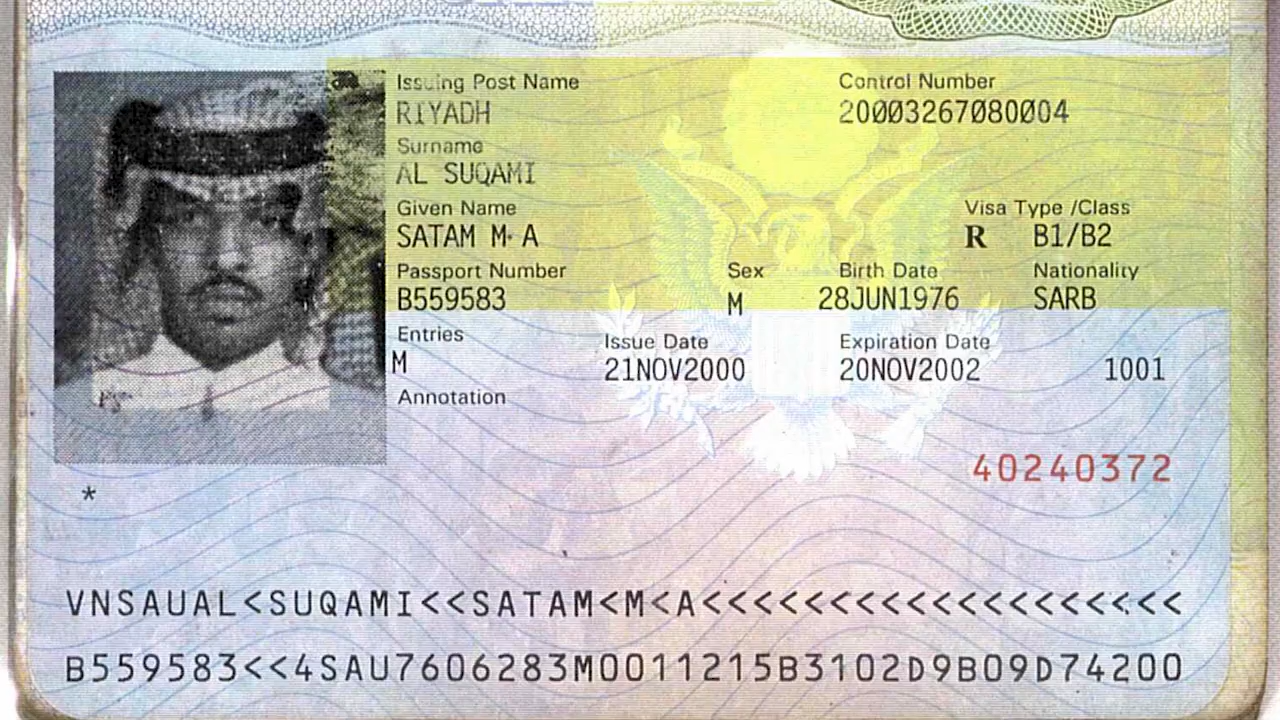 Issuing Post Name Control Number
RIYADH 20003267080004
Surname
AL SUQAMI
Given Name Visa Type /Class
SATAM M A R B1/B2
Passport Number Sex Birth Date Nationality
B559583 M 28JUN1976 SARB
Entries Issue Date Expiration Date
M 21NOV2000 20NOV2002 1001
Annotation
40240372
*
VNSAUAL<SUQAMI<<SATAM<M<A<<<<<<<<<<<<<<<<<<<
B559583<<4SAU7606283M0011215B3102D9B09D74200